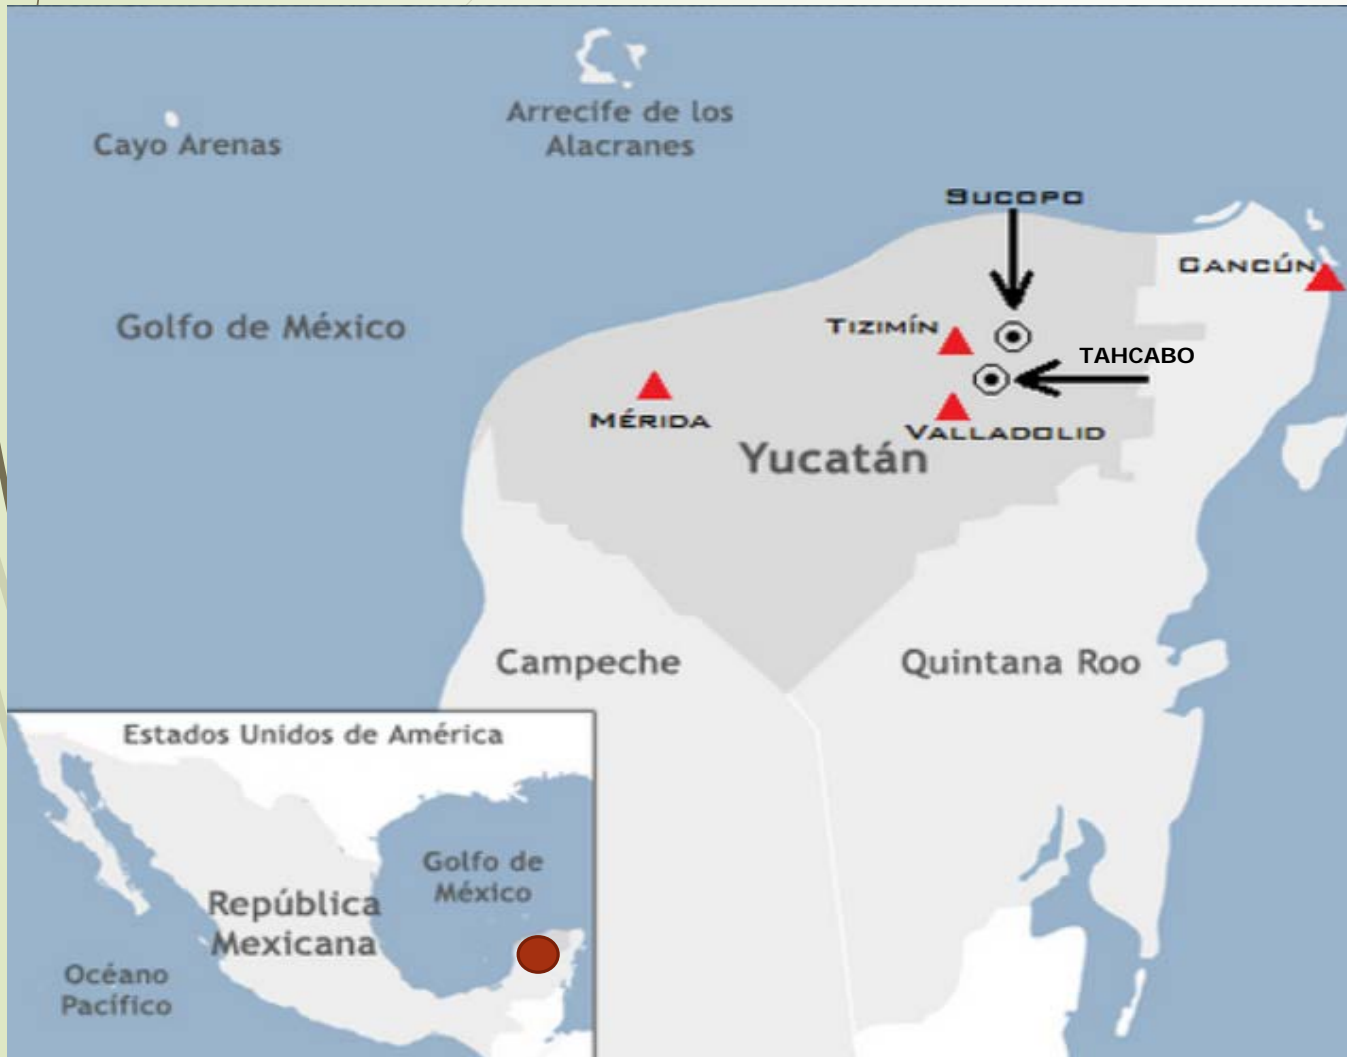 Arrecife de los
Alacranes
Cayo Arenas
SUCOPO
CANCÚN
Golfo de México
TIZIMÍN
TAHCABO
MÉRIDA
VALLADOLID
Yucatán
Campeche
Quintana Roo
Estados Unidos de América
Golfo de
México
República
Mexicana
Océano
Pacífico